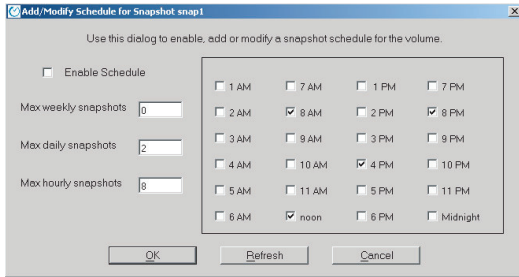 Add/Modify Schedule for Snapshot snap1
Use this dialog to enable, add or modify a snapshot schedule for the volume.
Enable Schedule
Max weekly snapshots 0
Max daily snapshots 2
Max hourly snapshots 8
1 AM 7 AM 1 PM 7 PM
2 AM 8 AM 2 PM 8 PM
3 AM 9 AM 3 PM 9 PM
4 AM 10 AM 4 PM 10 PM
5 AM 11 AM 5 PM 11 PM
6 AM noon 6 PM Midnight
OK Refresh Cancel